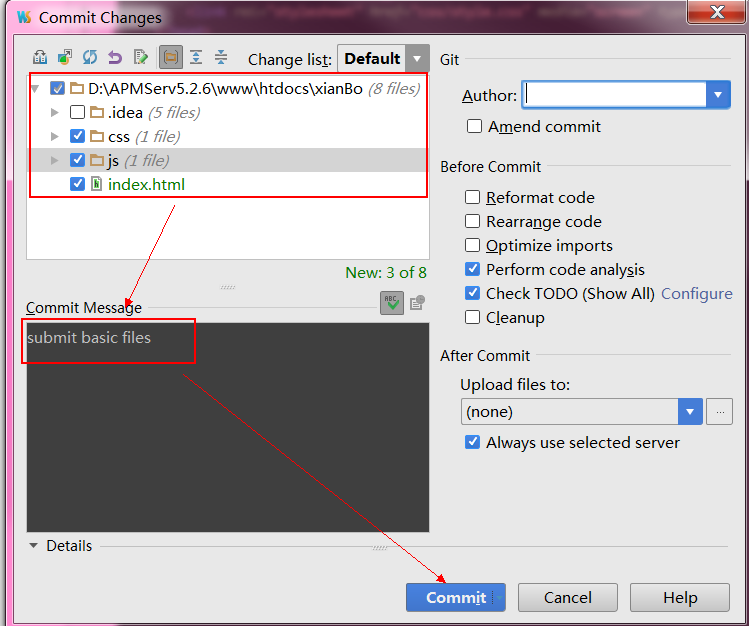 Commit Changes
Change list: Default
D:\APMServ5.2.6\www\htdocs\xianBo (8 files)
.idea (5 files)
css (1 file)
js (1 file)
index.html
New: 3 of 8
Commit Message
ABC
submit basic files
Details
Git
Author:
Amend commit
Before Commit
Reformat code
Rearrange code
Optimize imports
Perform code analysis
Check TODO (Show All) Configure
Cleanup
After Commit
Upload files to:
(none) ...
Always use selected server
Commit Cancel Help